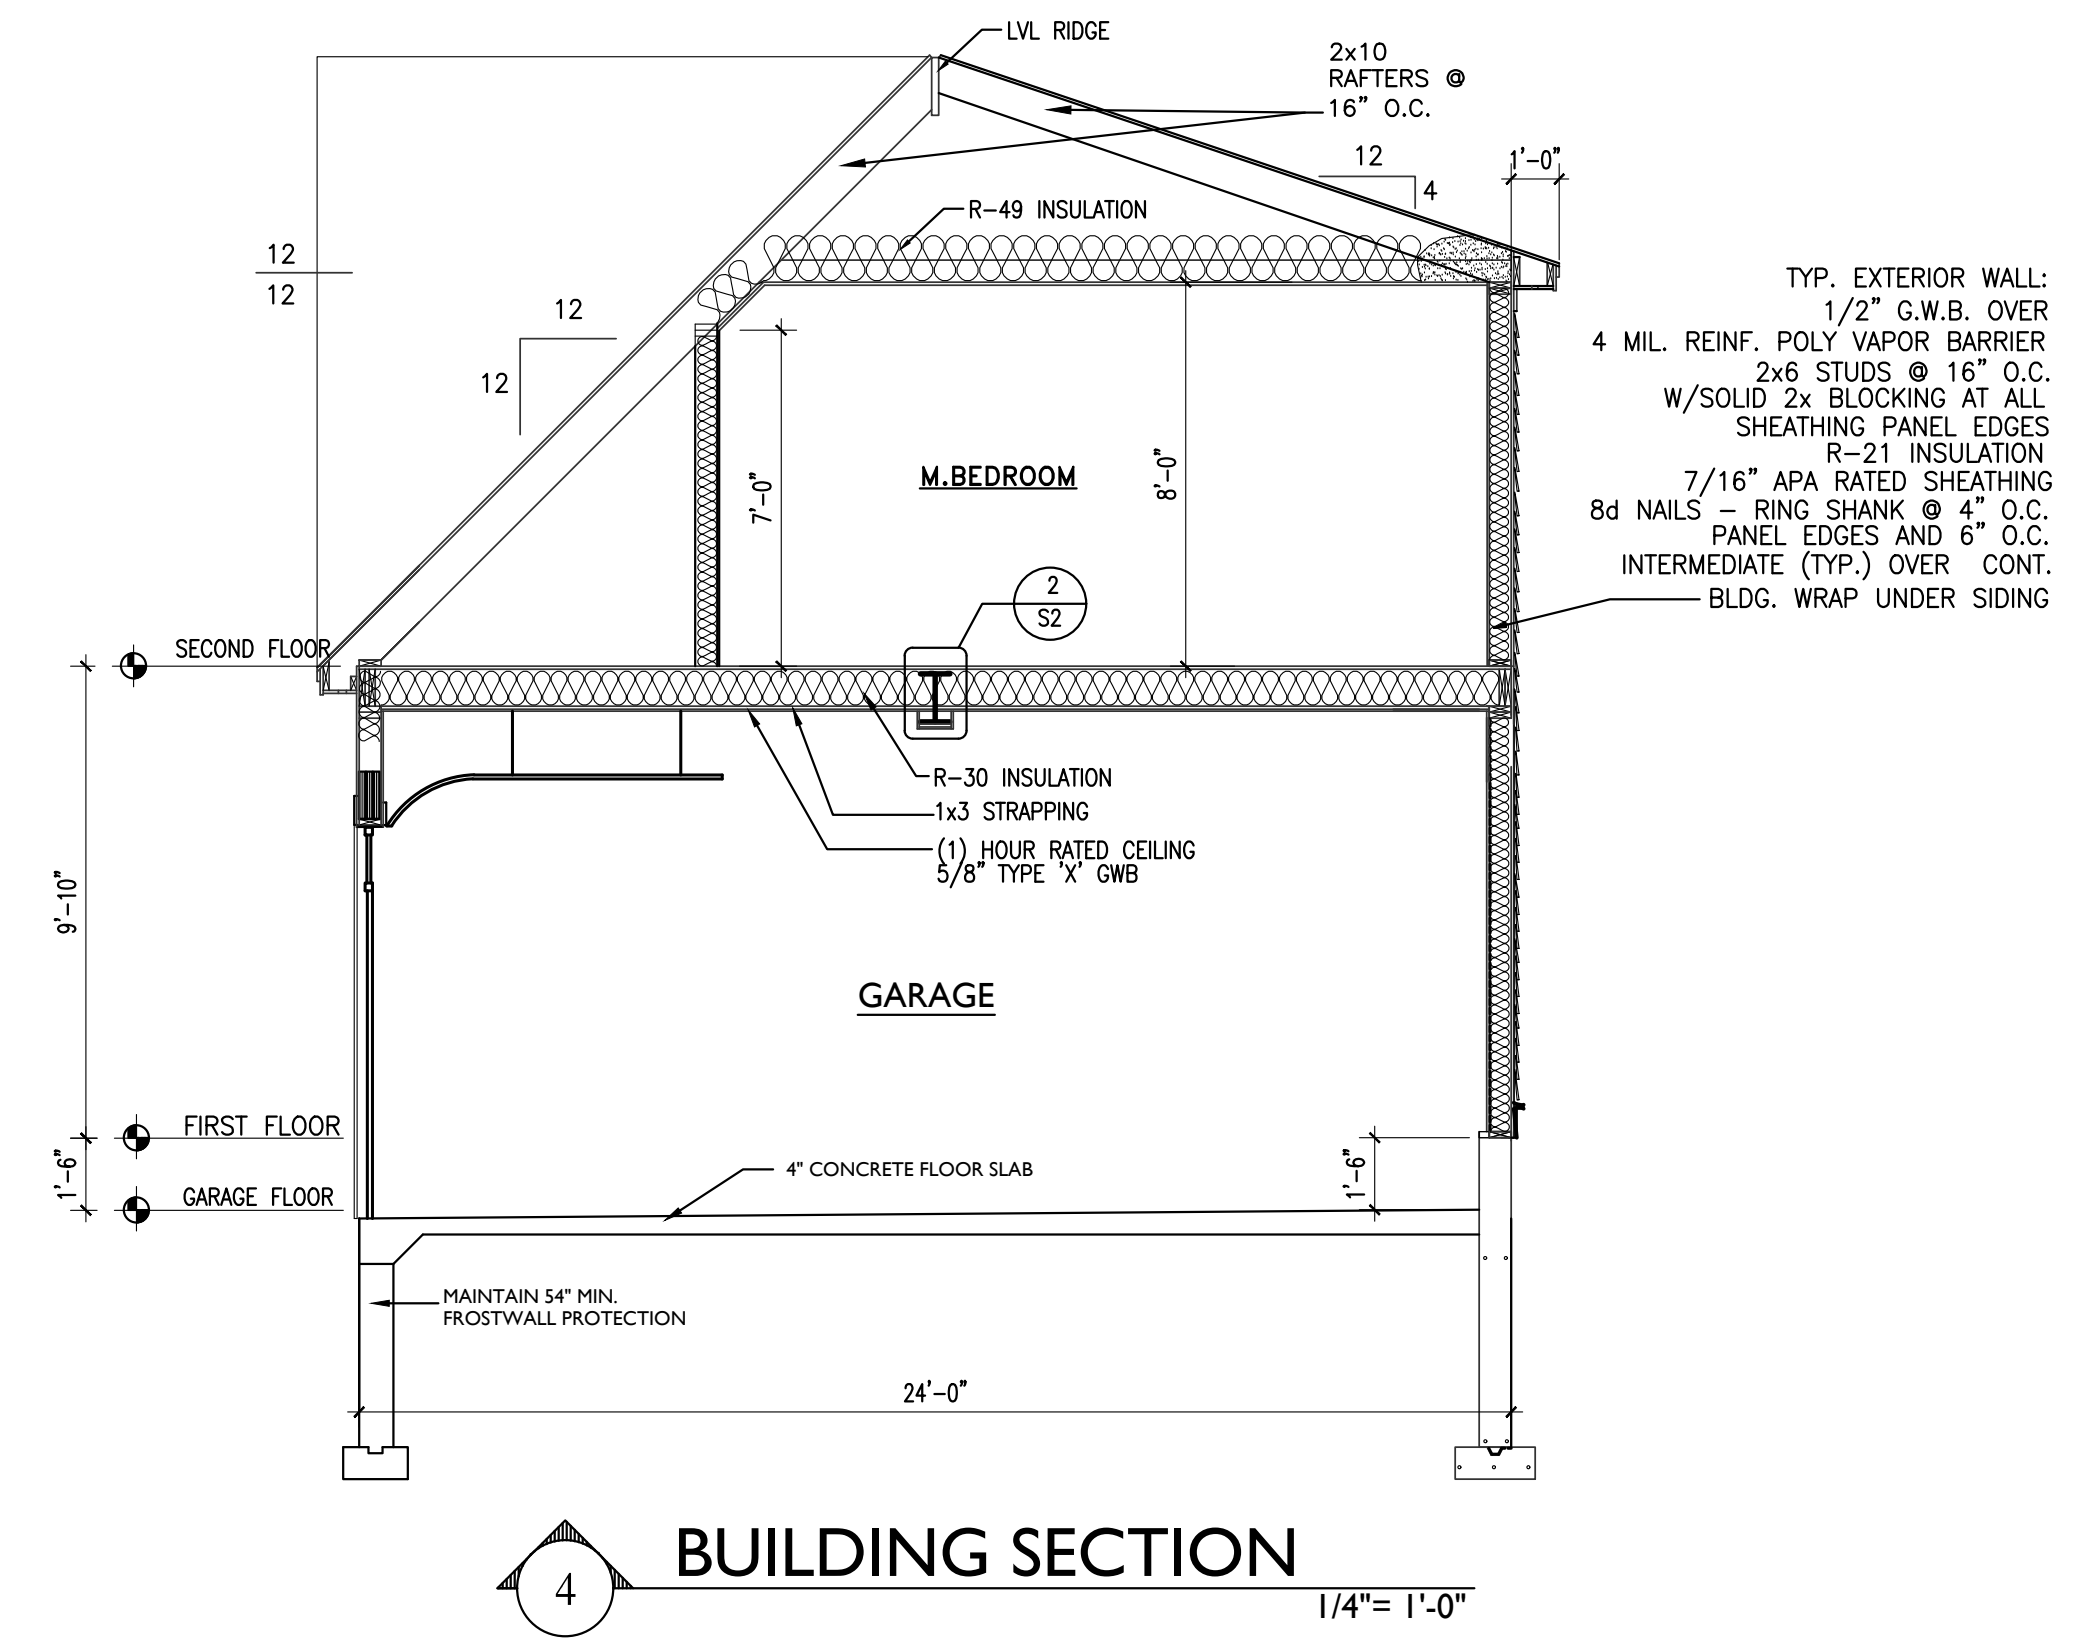 LVL RIDGE
2x10
RAFTERS @
16" O.C.
12
4
1'-0"
R-49 INSULATION
12
12
12
12
TYP. EXTERIOR WALL:
1/2" G.W.B. OVER
4 MIL. REINF. POLY VAPOR BARRIER
2x6 STUDS @ 16" O.C.
W/SOLID 2x BLOCKING AT ALL
SHEATHING PANEL EDGES
R-21 INSULATION
7/16" APA RATED SHEATHING
8d NAILS - RING SHANK @ 4" O.C.
PANEL EDGES AND 6" O.C.
INTERMEDIATE (TYP.) OVER CONT.
BLDG. WRAP UNDER SIDING
M.BEDROOM
7'-0"
8'-0"
2
S2
SECOND FLOOR
R-30 INSULATION
1x3 STRAPPING
(1) HOUR RATED CEILING
5/8" TYPE 'X' GWB
9'-10"
GARAGE
FIRST FLOOR
1'-6"
GARAGE FLOOR
4" CONCRETE FLOOR SLAB
1'-6"
MAINTAIN 54" MIN.
FROSTWALL PROTECTION
24'-0"
4
BUILDING SECTION
1/4"= 1'-0"